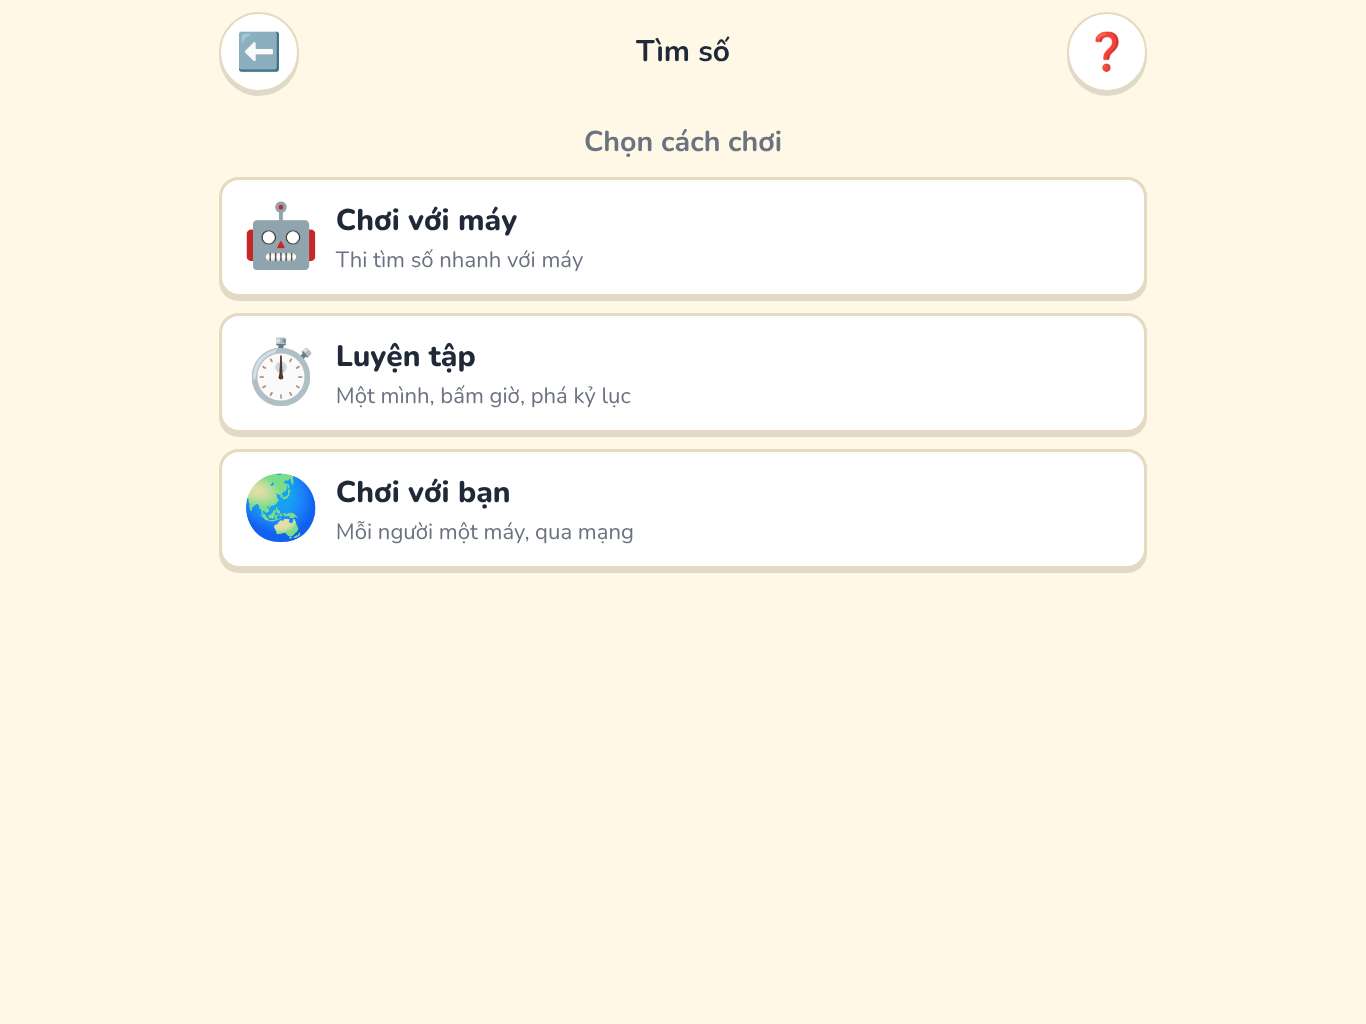 Tìm số
Chọn cách chơi
Chơi với máy
Thi tìm số nhanh với máy
Luyện tập
Một mình, bấm giờ, phá kỷ lục
Chơi với bạn
Mỗi người một máy, qua mạng